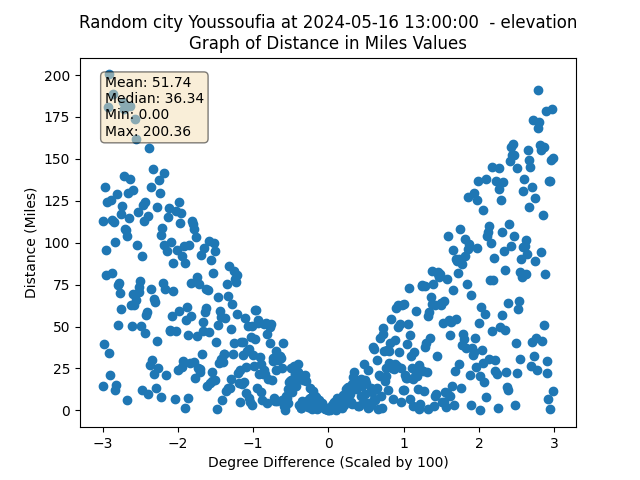 Random city Youssoufia at 2024-05-16 13:00:00 - elevation
Graph of Distance in Miles Values
Mean: 51.74
Median: 36.34
Min: 0.00
Max: 200.36
Distance (Miles)
200
175
150
125
100
75
50
25
0
−3 −2 −1 0 1 2 3
Degree Difference (Scaled by 100)